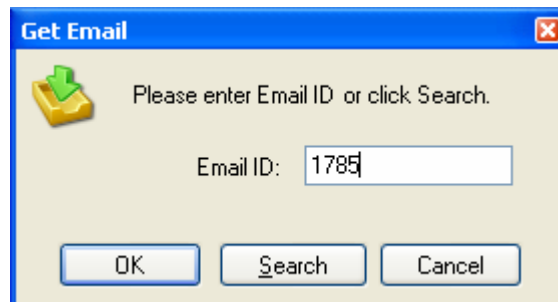 Get Email
Please enter Email ID or click Search.
Email ID: 1785
OK Search Cancel